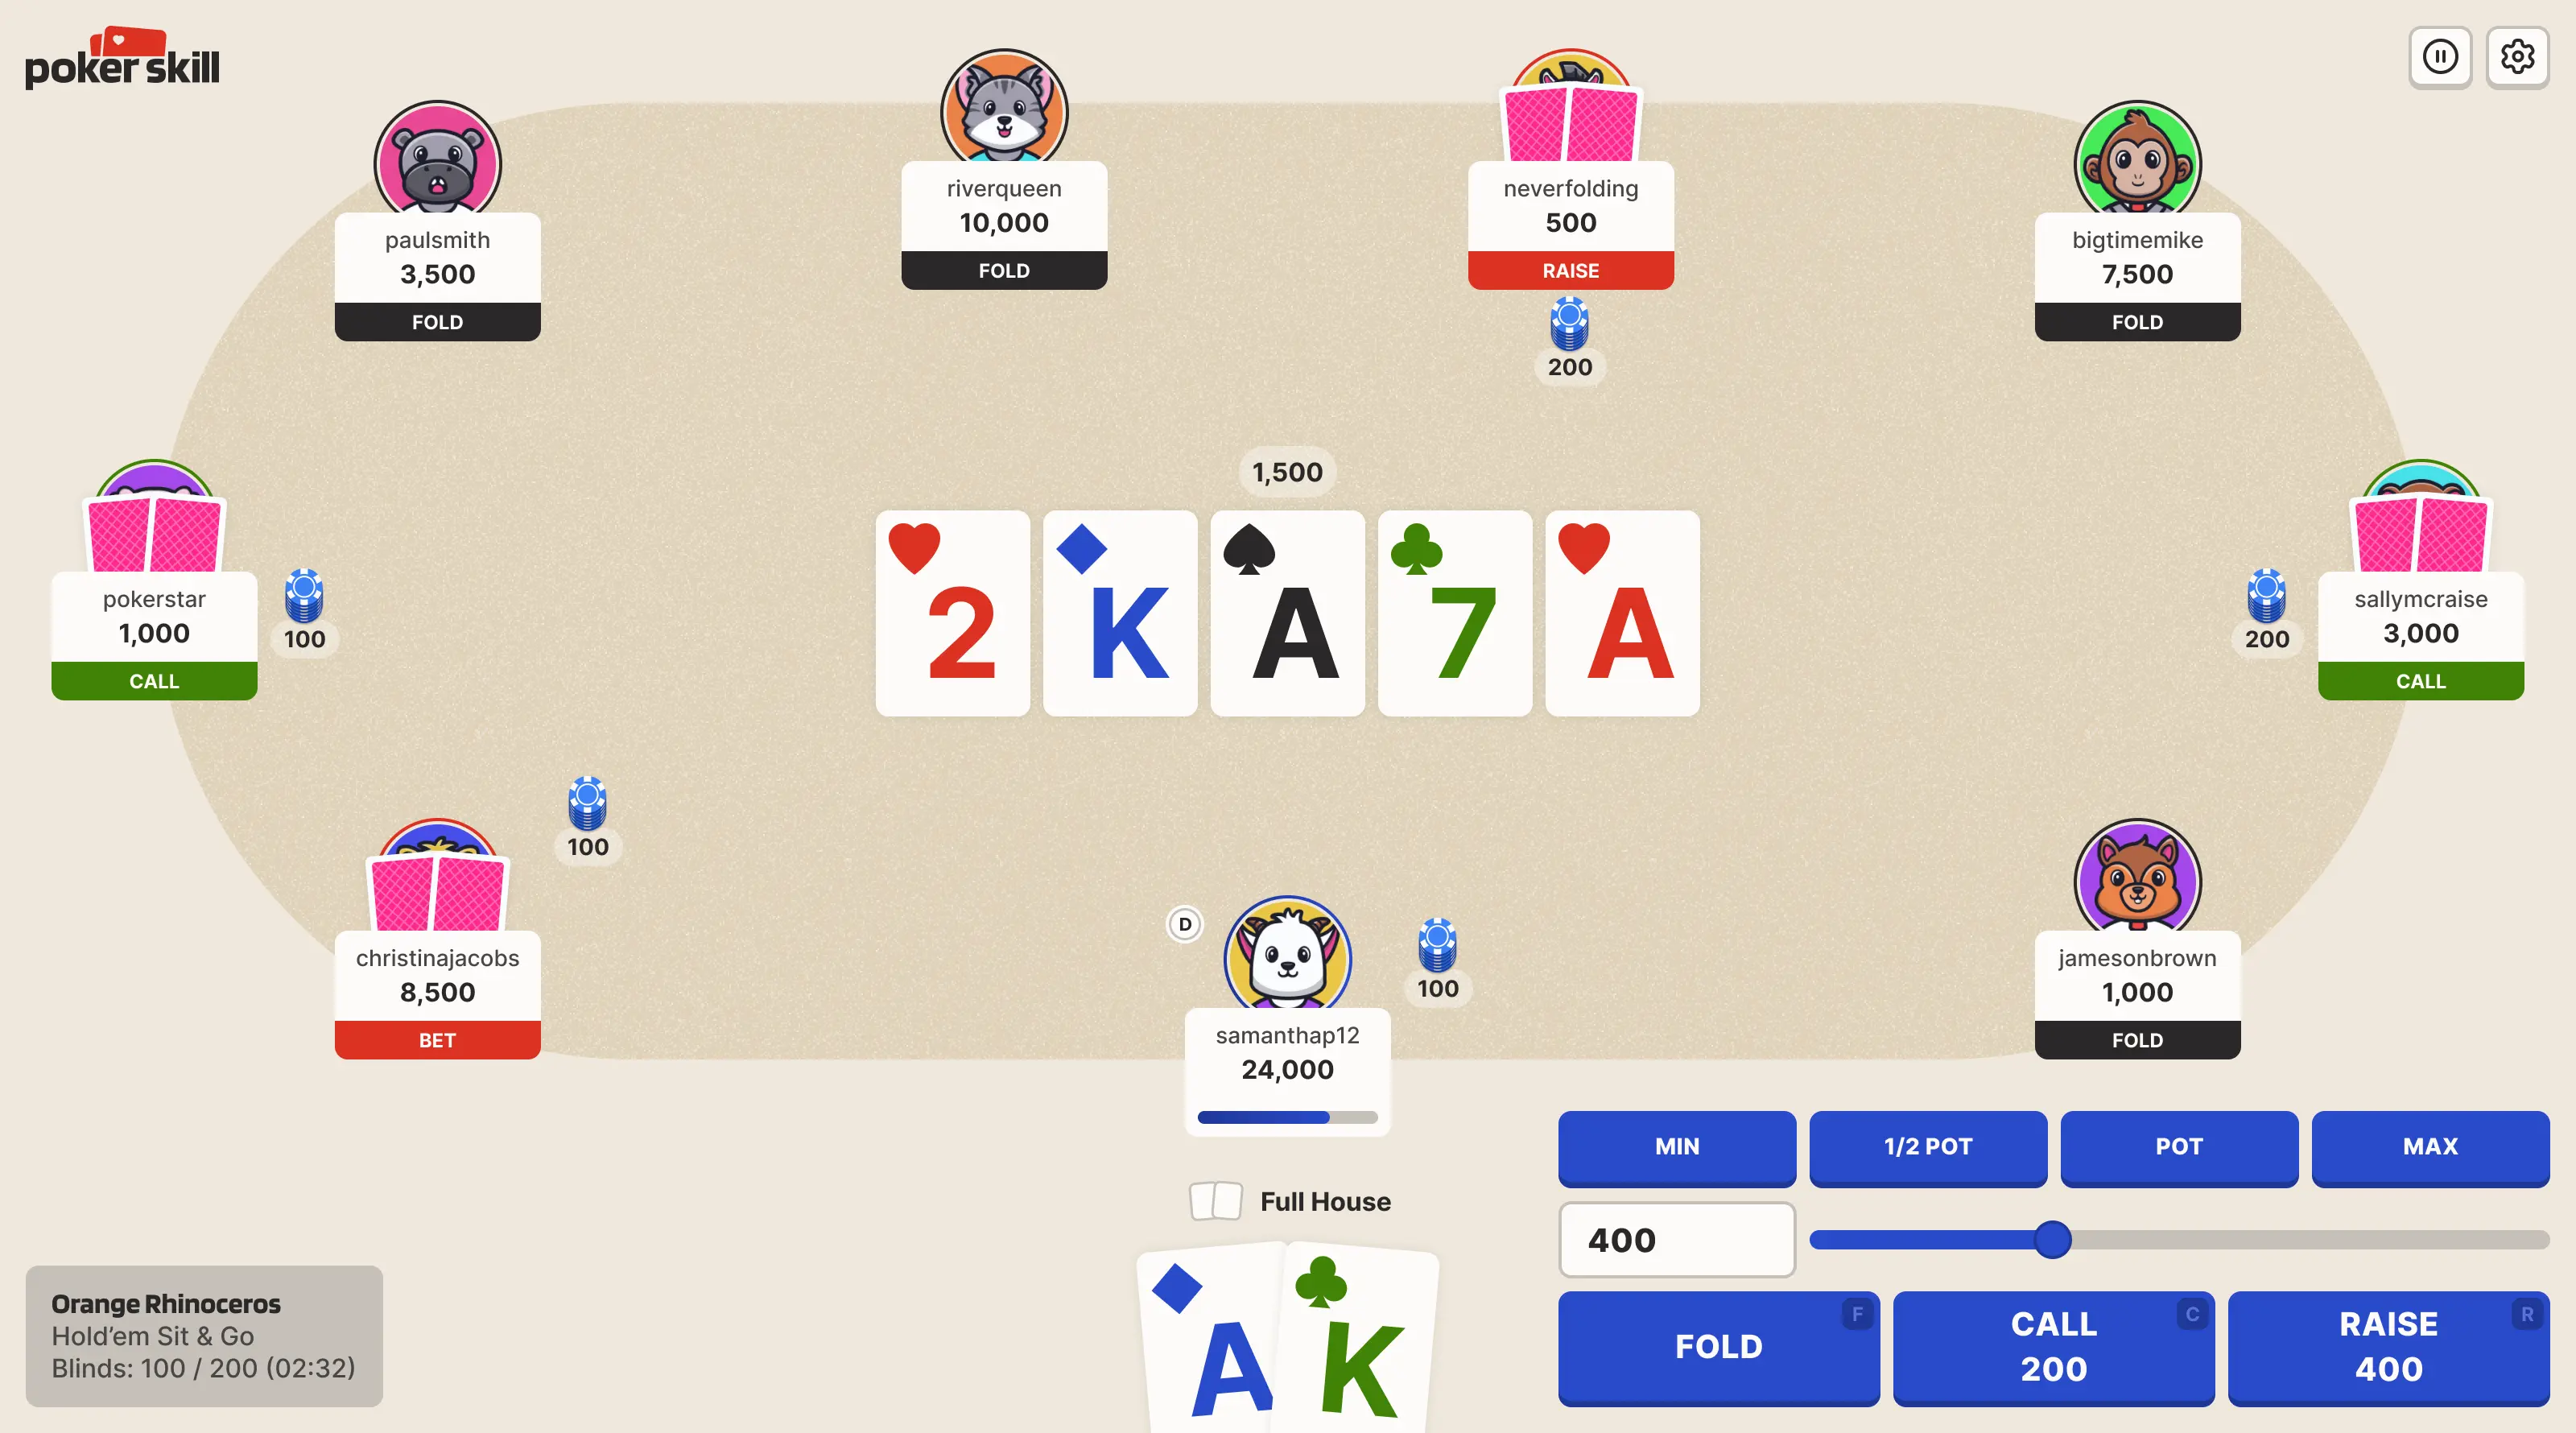 poker skill
paulsmith
3,500
FOLD
riverqueen
10,000
FOLD
neverfolding
500
RAISE
200
bigtimemike
7,500
FOLD
pokerstar
1,000
CALL
100
1,500
2 K A 7 A
200
sallymcraise
3,000
CALL
christinajacobs
8,500
BET
100
D
samanthap12
24,000
100
jamesonbrown
1,000
FOLD
Full House
A K
Orange Rhinoceros
Hold’em Sit & Go
Blinds: 100 / 200 (02:32)
MIN
1/2 POT
POT
MAX
400
FOLD
F
CALL
200
C
RAISE
400
R